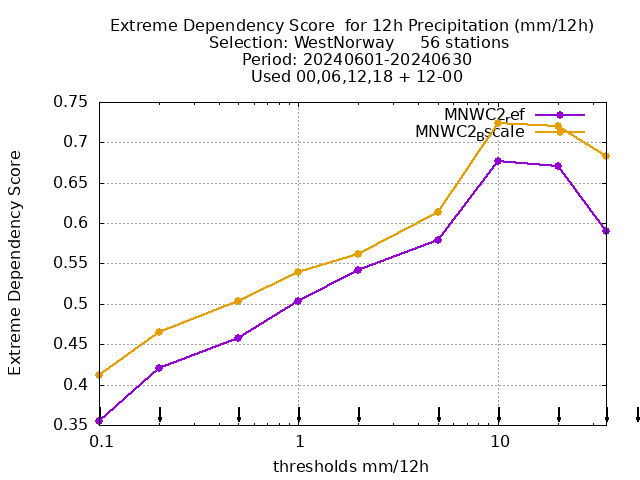 Extreme Dependency Score  for 12h Precipitation (mm/12h)
Selection: WestNorway     56 stations
Period: 20240601-20240630
Used 00,06,12,18 + 12-00
MNWC2_ref
MNWC2_Bscale
0.75
0.7
0.65
0.6
0.55
0.5
0.45
0.4
0.35
Extreme Dependency Score
0.1 1 10
thresholds mm/12h